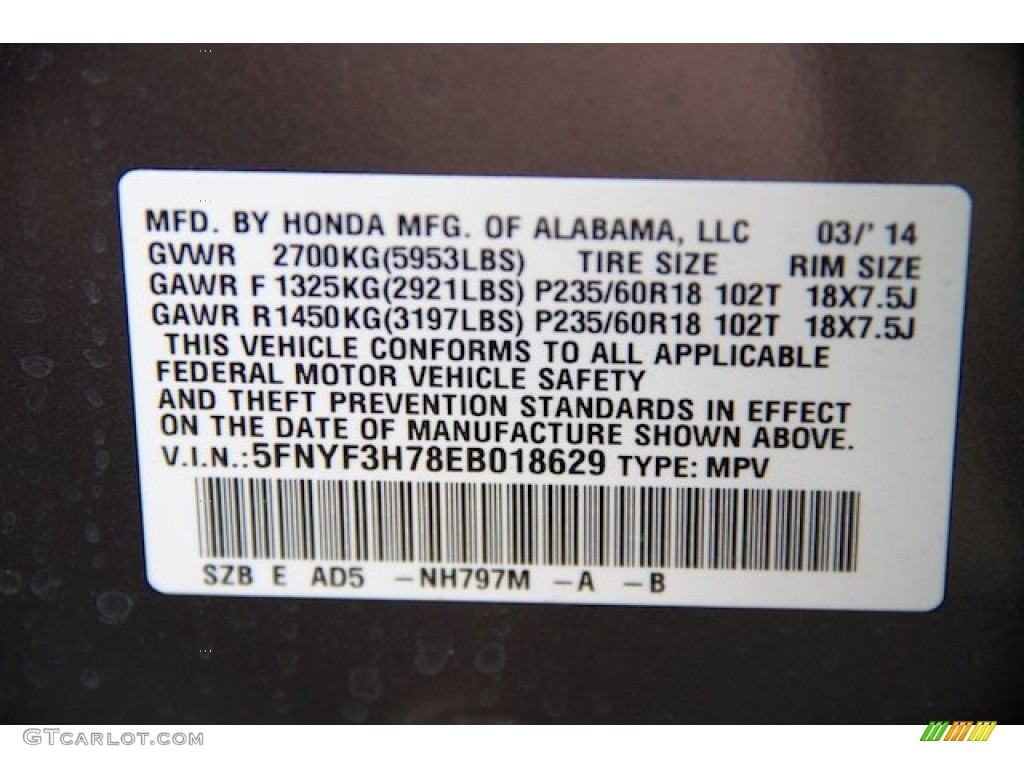 MFD. BY HONDA MFG. OF ALABAMA, LLC 03/' 14
GVWR 2700KG(5953LBS) TIRE SIZE RIM SIZE
GAWR F 1325KG(2921LBS) P235/60R18 102T 18X7.5J
GAWR R1450KG(3197LBS) P235/60R18 102T 18X7.5J
THIS VEHICLE CONFORMS TO ALL APPLICABLE
FEDERAL MOTOR VEHICLE SAFETY
AND THEFT PREVENTION STANDARDS IN EFFECT
ON THE DATE OF MANUFACTURE SHOWN ABOVE.
V.I.N.:5FNYF3H78EB018629 TYPE: MPV
SZB E AD5 -NH797M -A -B
GTCARLOT.COM